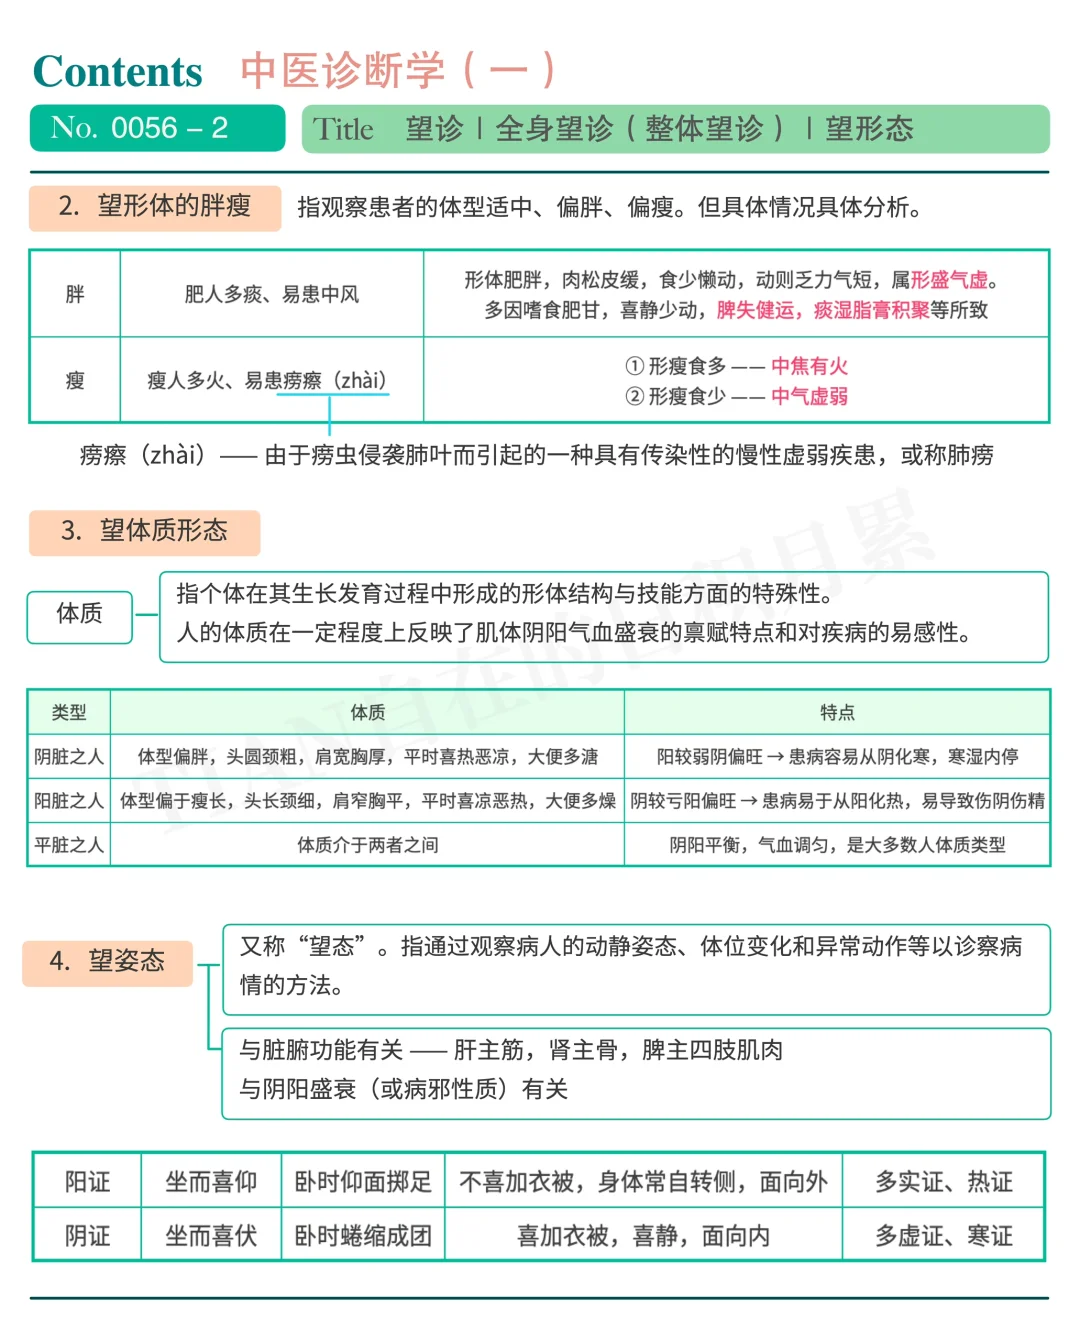 Contents 中医诊断学（一）
No. 0056 – 2
Title 望诊 | 全身望诊（整体望诊） | 望形态
2. 望形体的胖瘦 指观察患者的体型适中、偏胖、偏瘦。但具体情况具体分析。
胖 肥人多痰、易患中风 形体肥胖，肉松皮缓，食少懒动，动则乏力气短，属形盛气虚。
多因嗜食肥甘，喜静少动，脾失健运，痰湿脂膏积聚等所致
瘦 瘦人多火、易患痨瘵（zhài） ① 形瘦食多 —— 中焦有火
② 形瘦食少 —— 中气虚弱
痨瘵（zhài）—— 由于痨虫侵袭肺叶而引起的一种具有传染性的慢性虚弱疾患，或称肺痨
3. 望体质形态
体质
指个体在其生长发育过程中形成的形体结构与技能方面的特殊性。
人的体质在一定程度上反映了肌体阴阳气血盛衰的禀赋特点和对疾病的易感性。
类型 体质 特点
阴脏之人 体型偏胖，头圆颈粗，肩宽胸厚，平时喜热恶凉，大便多溏 阳较弱阴偏旺 → 患病容易从阴化寒，寒湿内停
阳脏之人 体型偏于瘦长，头长颈细，肩窄胸平，平时喜凉恶热，大便多燥 阴较亏阳偏旺 → 患病易于从阳化热，易导致伤阴伤精
平脏之人 体质介于两者之间 阴阳平衡，气血调匀，是大多数人体质类型
TIAN自在的日积月累
4. 望姿态
又称“望态”。指通过观察病人的动静姿态、体位变化和异常动作等以诊察病
情的方法。
与脏腑功能有关 —— 肝主筋，肾主骨，脾主四肢肌肉
与阴阳盛衰（或病邪性质）有关
阳证 坐而喜仰 卧时仰面掷足 不喜加衣被，身体常自转侧，面向外 多实证、热证
阴证 坐而喜伏 卧时蜷缩成团 喜加衣被，喜静，面向内 多虚证、寒证